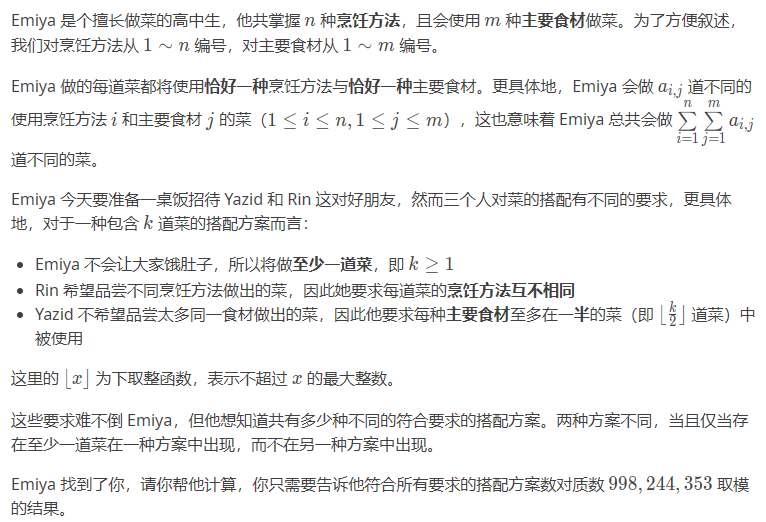 Emiya 是个擅长做菜的高中生，他共掌握 n 种烹饪方法，且会使用 m 种主要食材做菜。为了方便叙述，
我们对烹饪方法从 1 ∼ n 编号，对主要食材从 1 ∼ m 编号。
Emiya 做的每道菜都将使用恰好一种烹饪方法与恰好一种主要食材。更具体地，Emiya 会做 a_{i,j} 道不同的
使用烹饪方法 i 和主要食材 j 的菜（1 ≤ i ≤ n, 1 ≤ j ≤ m），这也意味着 Emiya 总共会做 \sum_{i=1}^{n} \sum_{j=1}^{m} a_{i,j}
道不同的菜。
Emiya 今天要准备一桌饭招待 Yazid 和 Rin 这对好朋友，然而三个人对菜的搭配有不同的要求，更具体
地，对于一种包含 k 道菜的搭配方案而言：
• Emiya 不会让大家饿肚子，所以将做至少一道菜，即 k ≥ 1
• Rin 希望品尝不同烹饪方法做出的菜，因此她要求每道菜的烹饪方法互不相同
• Yazid 不希望品尝太多同一食材做出的菜，因此他要求每种主要食材至多在一半的菜（即 ⌊\frac{k}{2}⌋ 道菜）中
被使用
这里的 ⌊x⌋ 为下取整函数，表示不超过 x 的最大整数。
这些要求难不倒 Emiya，但他想知道共有多少种不同的符合要求的搭配方案。两种方案不同，当且仅当存
在至少一道菜在一种方案中出现，而不在另一种方案中出现。
Emiya 找到了你，请你帮他计算，你只需要告诉他符合所有要求的搭配方案数对质数 998,244,353 取模
的结果。